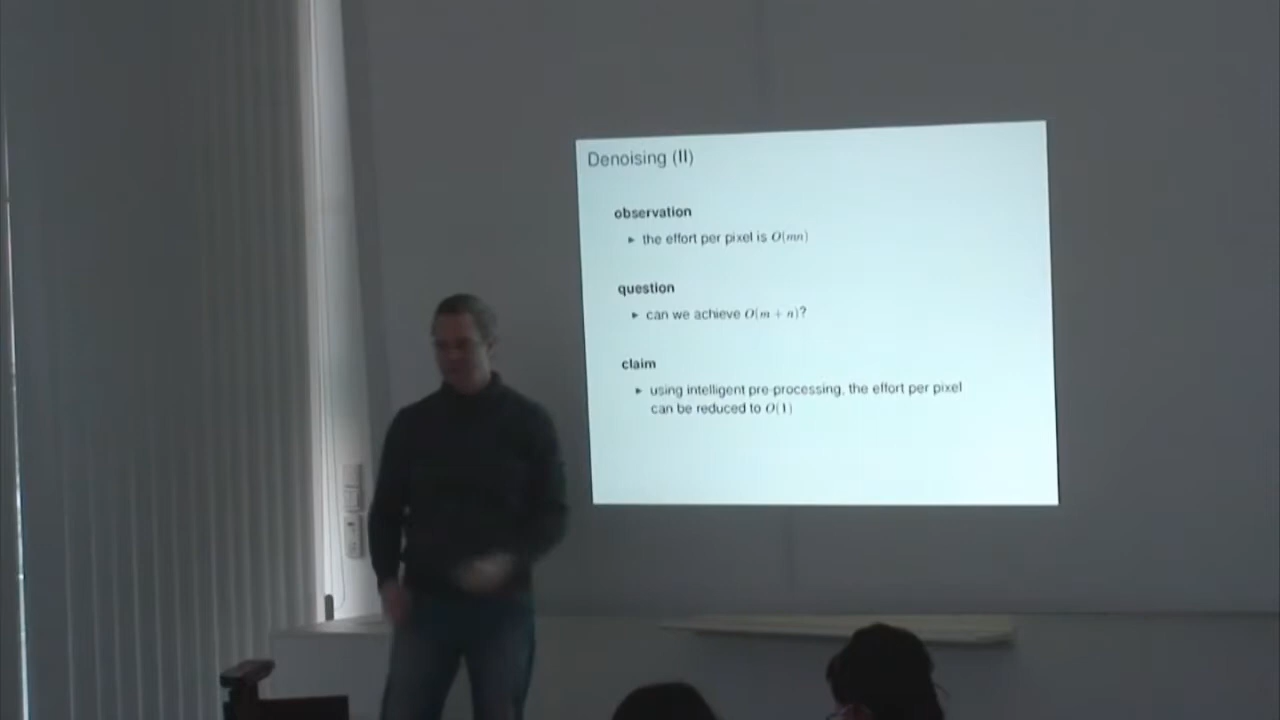 Denoising (II)
observation
▸ the effort per pixel is O(mn)
question
▸ can we achieve O(m + n)?
claim
▸ using intelligent pre-processing, the effort per pixel
can be reduced to O(1)